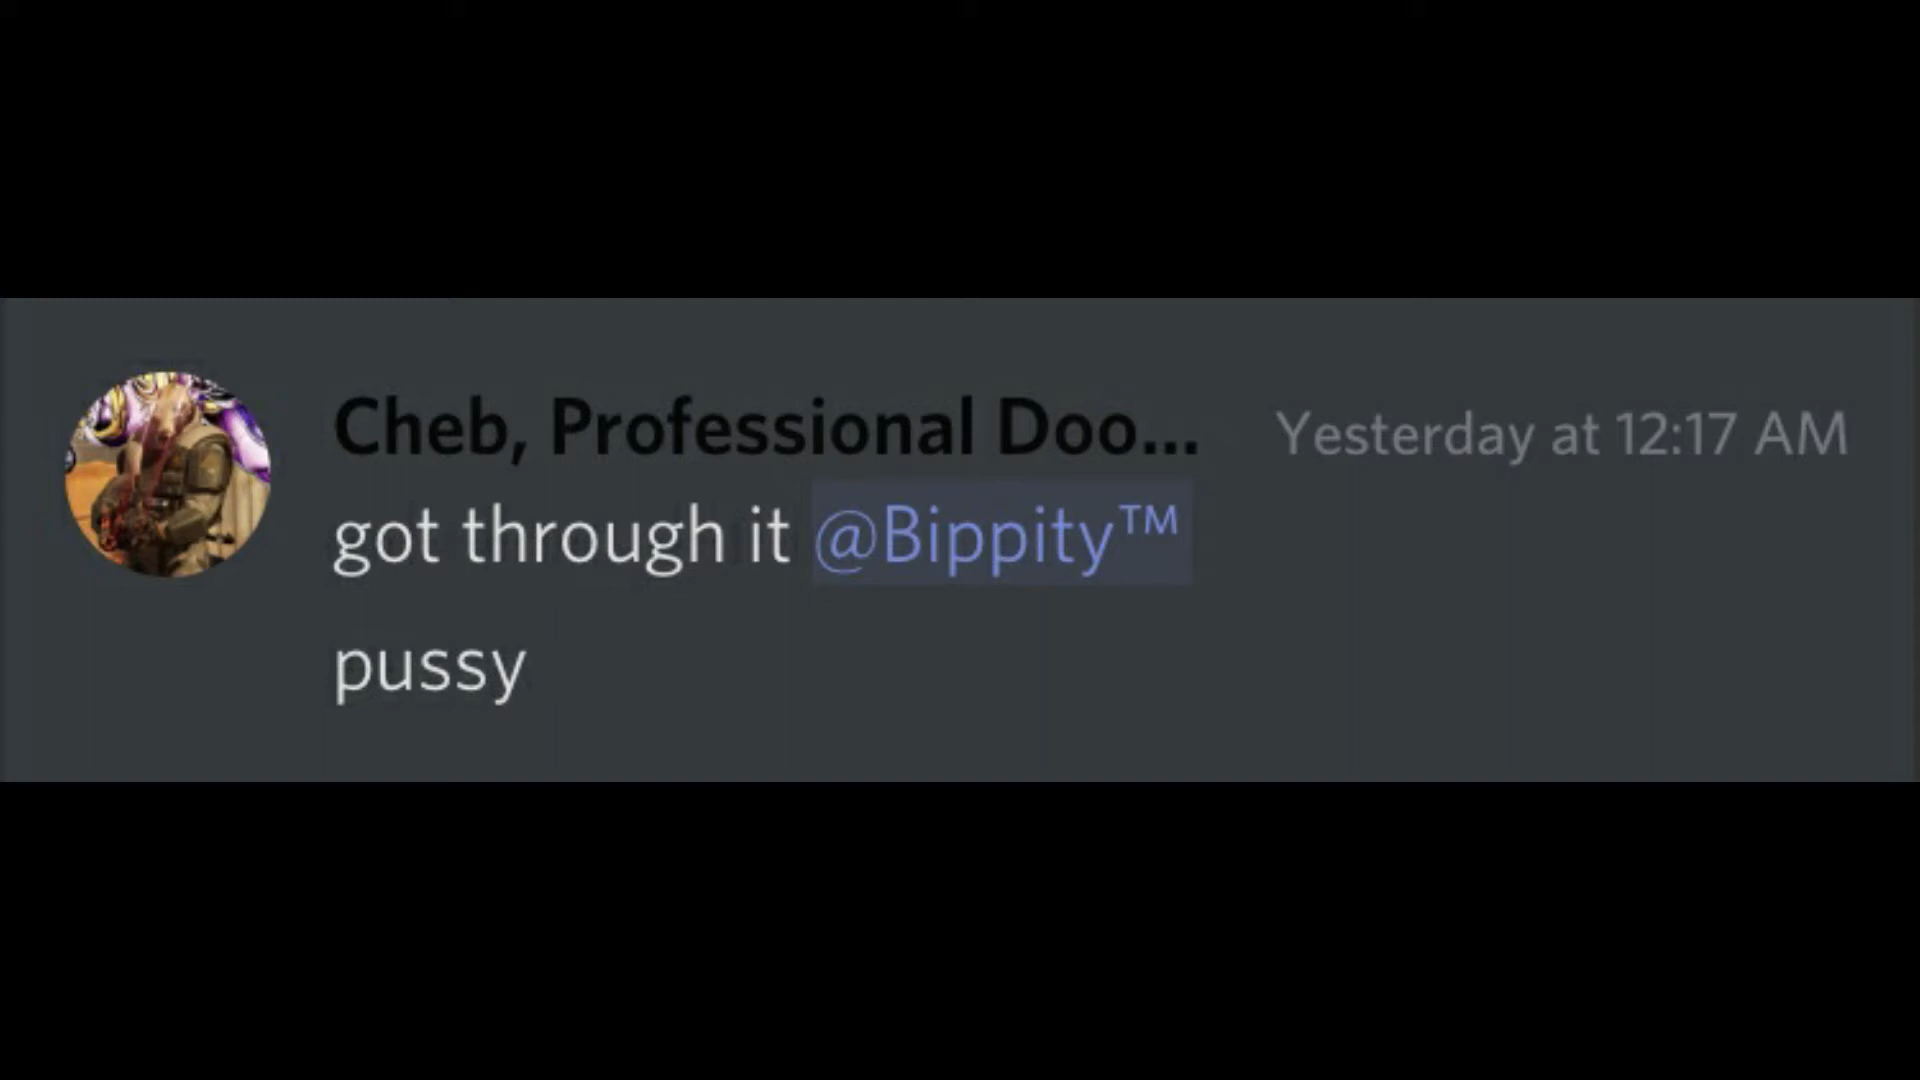 Cheb, Professional Doo... Yesterday at 12:17 AM
got through it @Bippity™
pussy